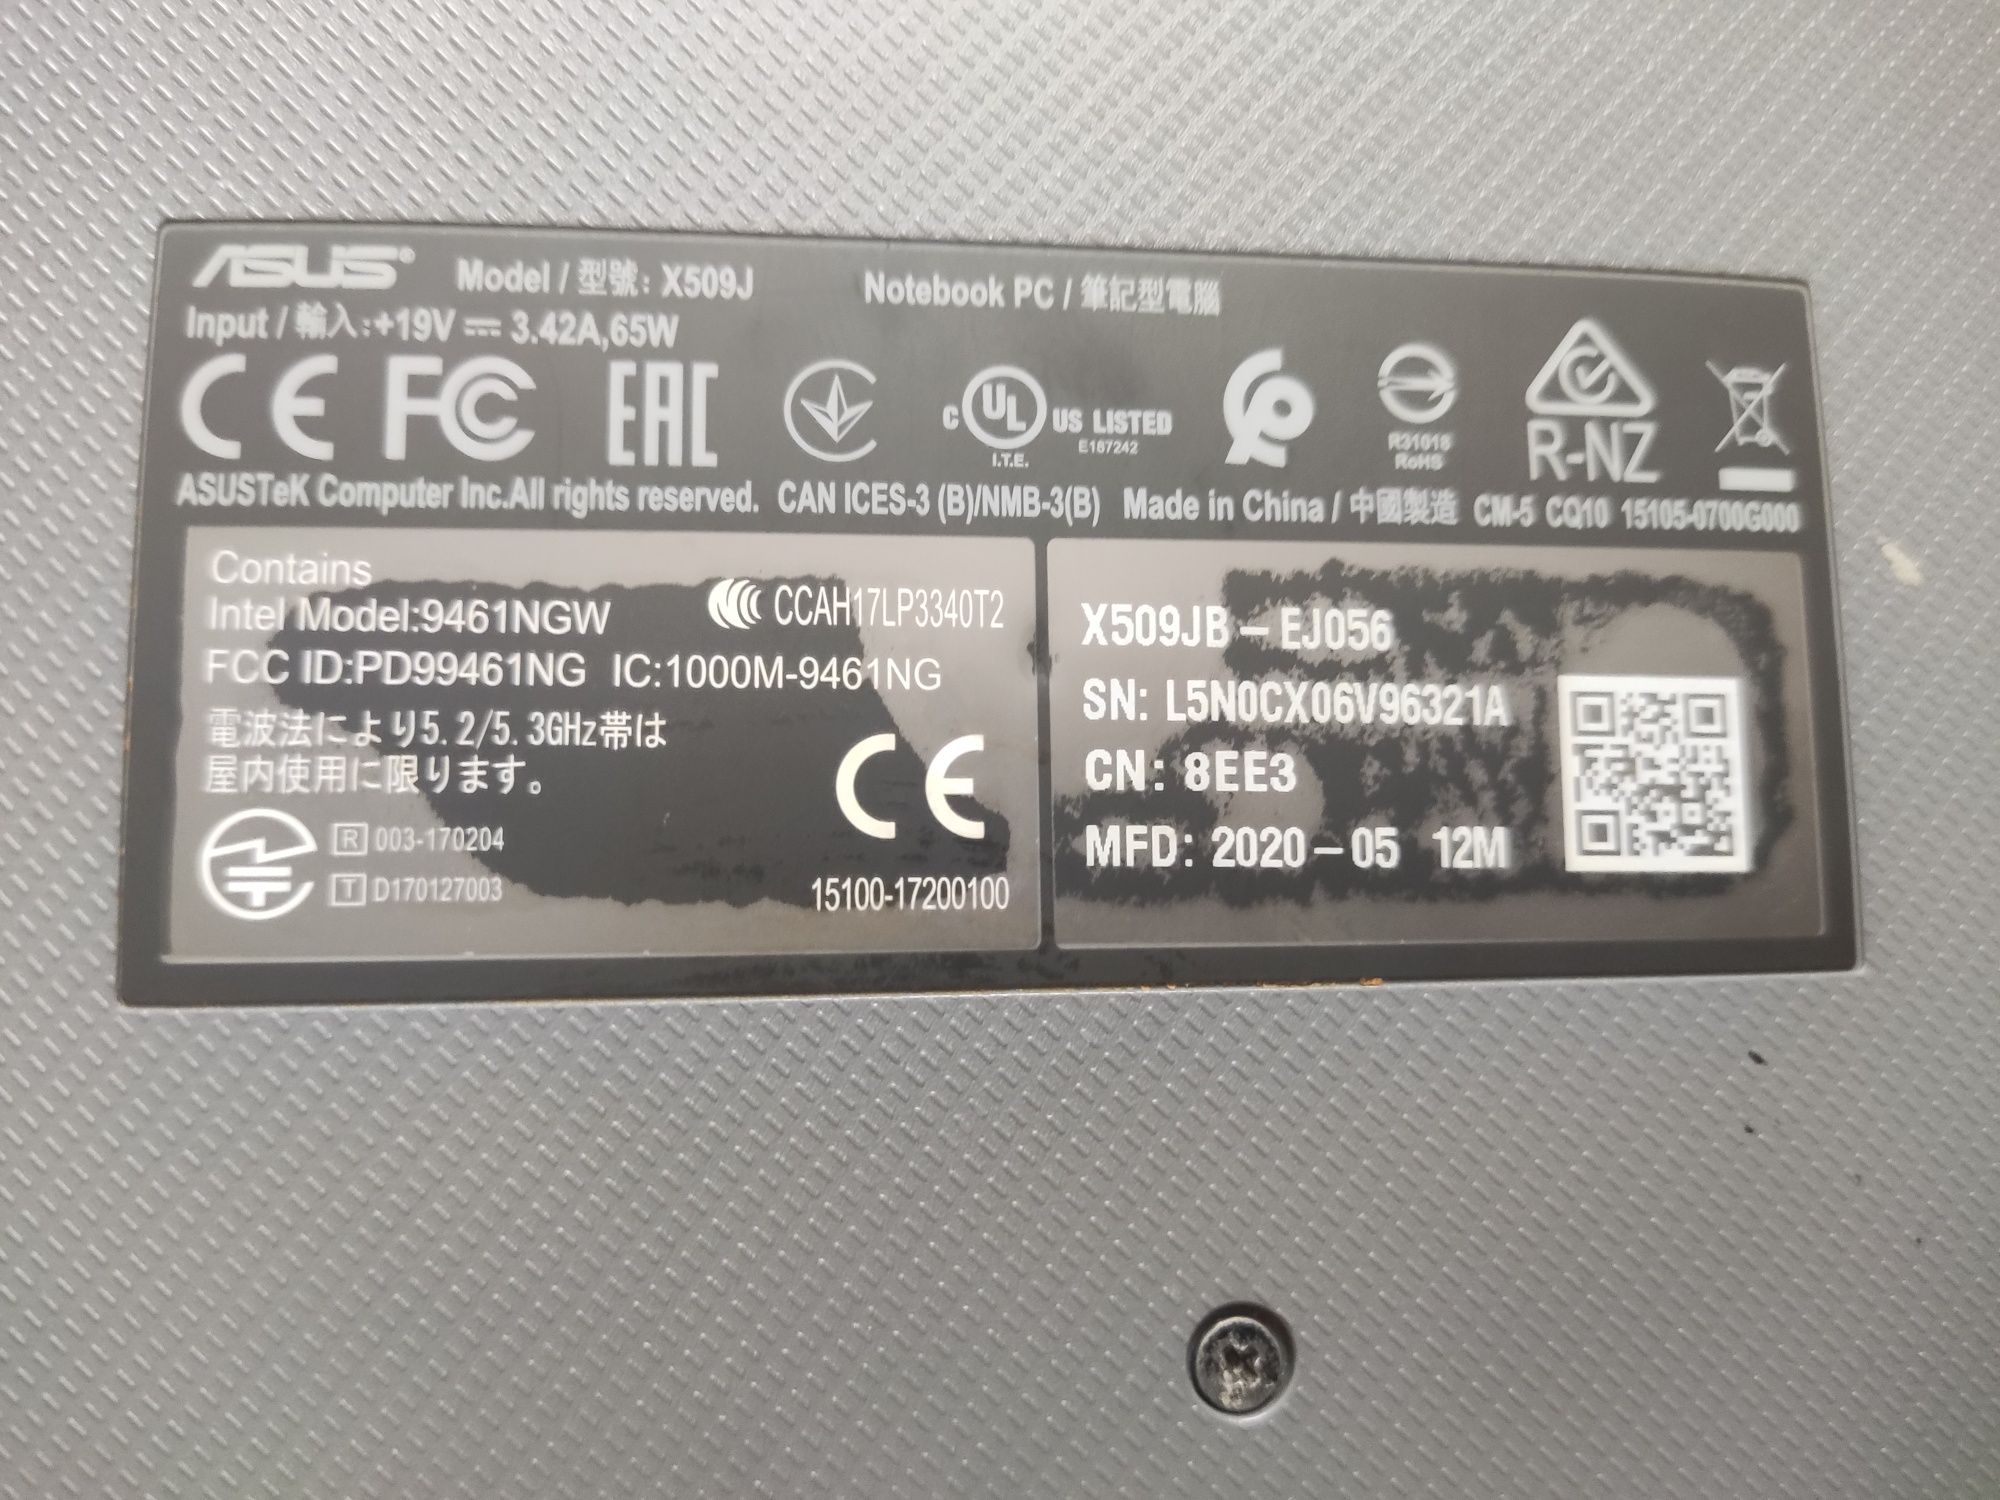 ASUS® Model / 型號: X509J Notebook PC / 筆記型電腦
Input / 輸入:+19V ⎓ 3.42A,65W
CE FC EAC C UL US LISTED
I.T.E. E187242
R31018
RoHS
R-NZ
ASUSTeK Computer Inc.All rights reserved. CAN ICES-3 (B)/NMB-3(B) Made in China / 中國製造 CM-5 CQ10 15105-0700G000
Contains
Intel Model:9461NGW CCAH17LP3340T2
FCC ID:PD99461NG IC:1000M-9461NG
電波法により5.2/5.3GHz帯は
屋内使用に限ります。
CE
R 003-170204
T D170127003
15100-17200100
X509JB-EJ056
SN: L5N0CX06V96321A
CN: 8EE3
MFD: 2020-05 12M